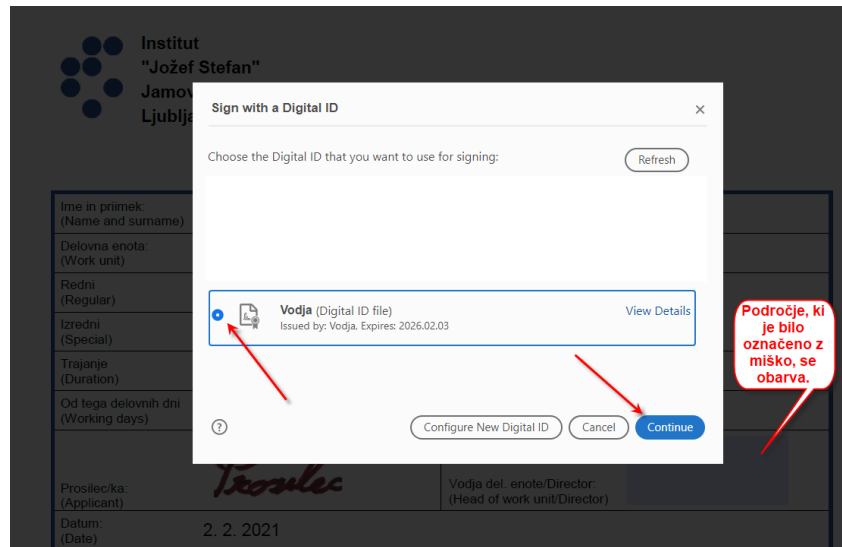 Institut
"Jožef Stefan"
Jamov
Ljublja
Sign with a Digital ID
Choose the Digital ID that you want to use for signing:
Refresh
Vodja (Digital ID file)
Issued by: Vodja, Expires: 2026.02.03
View Details
Configure New Digital ID
Cancel
Continue
Ime in priimek:
(Name and surname)
Delovna enota:
(Work unit)
Redni
(Regular)
Izredni
(Special)
Trajanje
(Duration)
Od tega delovnih dni
(Working days)
Prosilec/ka:
(Applicant)
Prosilec
Vodja del. enote/Director:
(Head of work unit/Director)
Datum:
(Date)
2. 2. 2021
Področje, ki
je bilo
označeno z
miško, se
obarva.